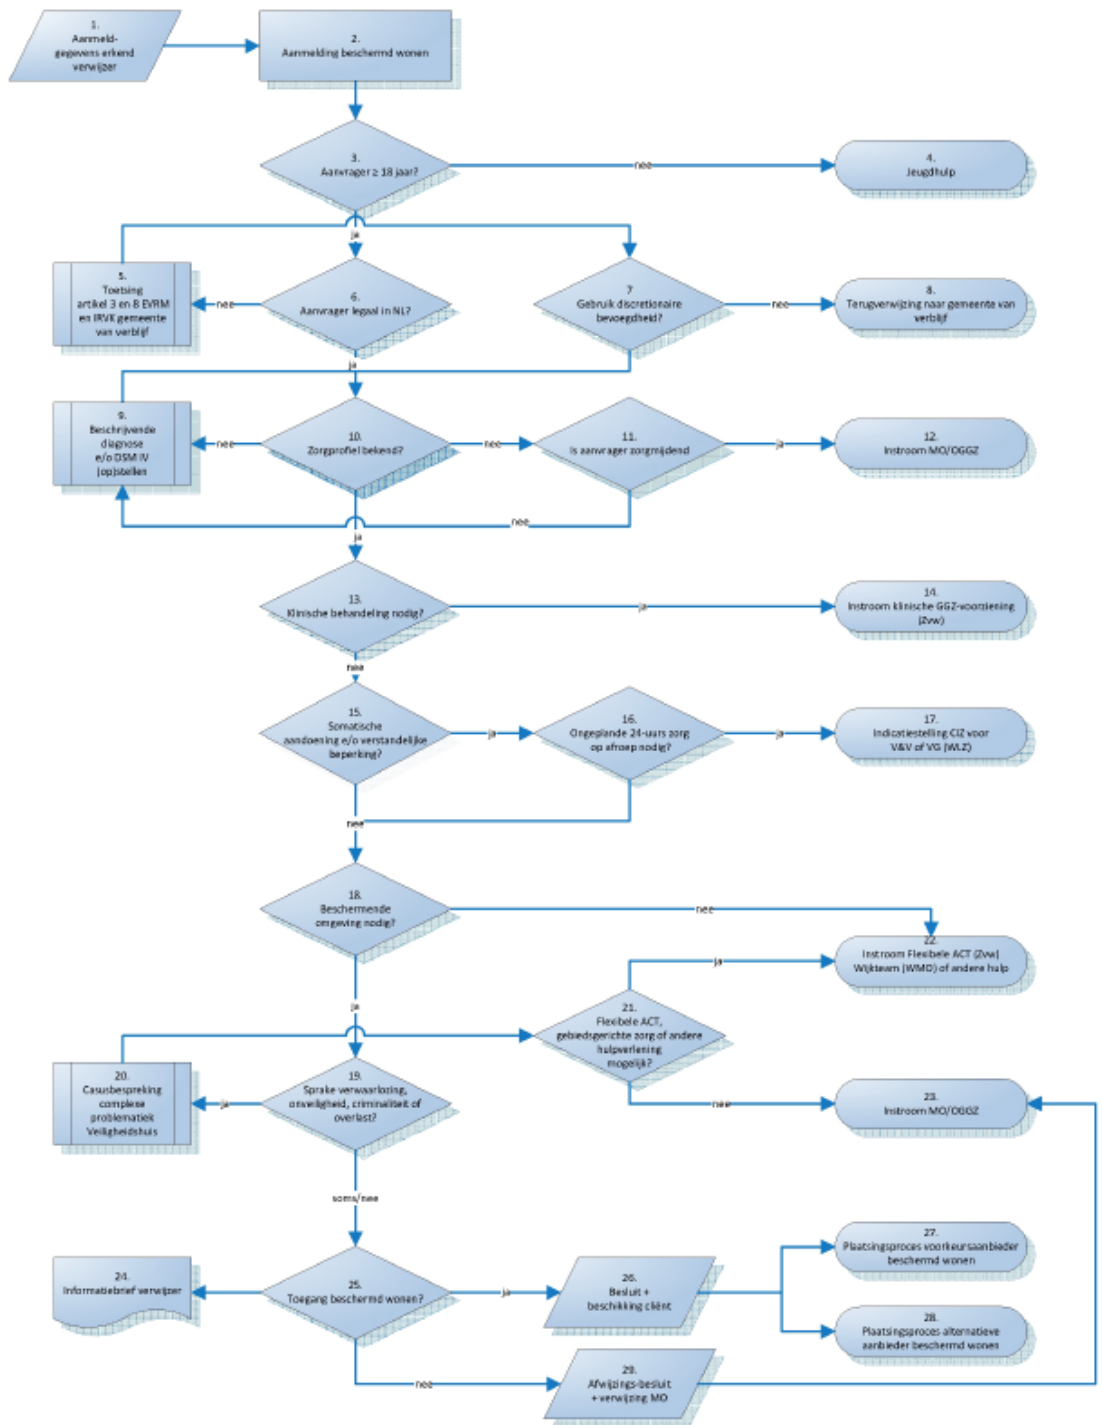 1.
Aanmeld-
gegevens erkend
verwijzer
2.
Aanmelding beschermd wonen
3.
Aanvrager ≥ 18 jaar?
nee
4.
Jeugdhulp
ja
5.
Toetsing
artikel 3 en 8 EVRM
en IRVK gemeente
van verblijf
nee
6.
Aanvrager legaal in NL?
7
Gebruik discretionaire
bevoegdheid?
nee
8.
Terugverwijzing naar gemeente van
verblijf
ja
9.
Beschrijvende
diagnose
e/o DSM IV
(op)stellen
nee
10.
Zorgprofiel bekend?
nee
11.
Is aanvrager zorgmijdend
ja
12.
Instroom MO/OGGZ
nee
ja
13.
Klinische behandeling nodig?
ja
14.
Instroom klinische GGZ-voorziening
(Zvw)
nee
15.
Somatische
aandoening e/o verstandelijke
beperking?
ja
16.
Ongeplande 24-uurs zorg
op afroep nodig?
ja
17.
Indicatiestelling CIZ voor
V&V of VG (WLZ)
nee
18.
Beschermende
omgeving nodig?
nee
22.
Instroom Flexibele ACT (Zvw)
Wijkteam (WMO) of andere hulp
ja
ja
21.
Flexibele ACT,
gebiedsgerichte zorg of andere
hulpverlening
mogelijk?
20.
Casusbespreking
complexe
problematiek
Veiligheidshuis
ja
19.
Sprake verwaarlozing,
onveiligheid, criminaliteit of
overlast?
nee
23.
Instroom MO/OGGZ
soms/nee
24.
Informatiebrief verwijzer
25.
Toegang beschermd wonen?
ja
26.
Besluit +
beschikking cliënt
27.
Plaatsingsproces voorkeursaanbieder
beschermd wonen
28.
Plaatsingsproces alternatieve
aanbieder beschermd wonen
nee
29.
Afwijzings-besluit
+ verwijzing MO